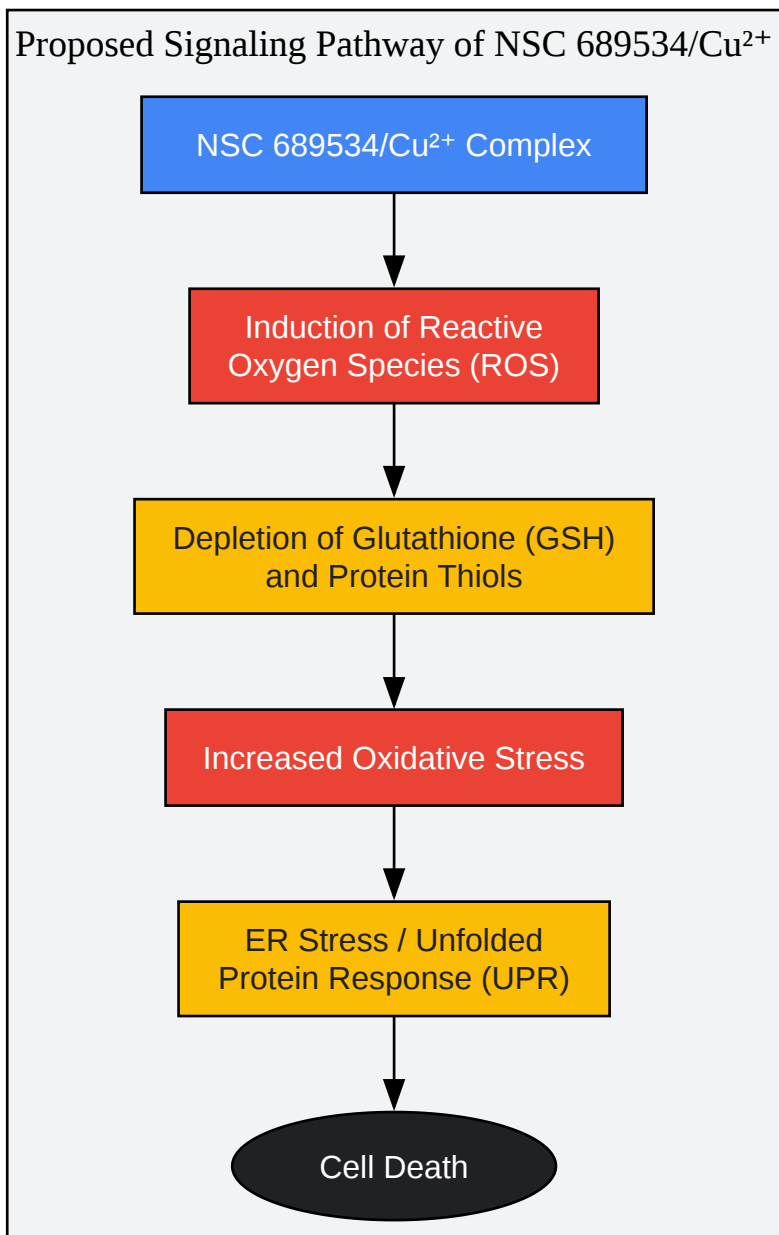 Proposed Signaling Pathway of NSC 689534/Cu²⁺
NSC 689534/Cu²⁺ Complex
Induction of Reactive
Oxygen Species (ROS)
Depletion of Glutathione (GSH)
and Protein Thiols
Increased Oxidative Stress
ER Stress / Unfolded
Protein Response (UPR)
Cell Death